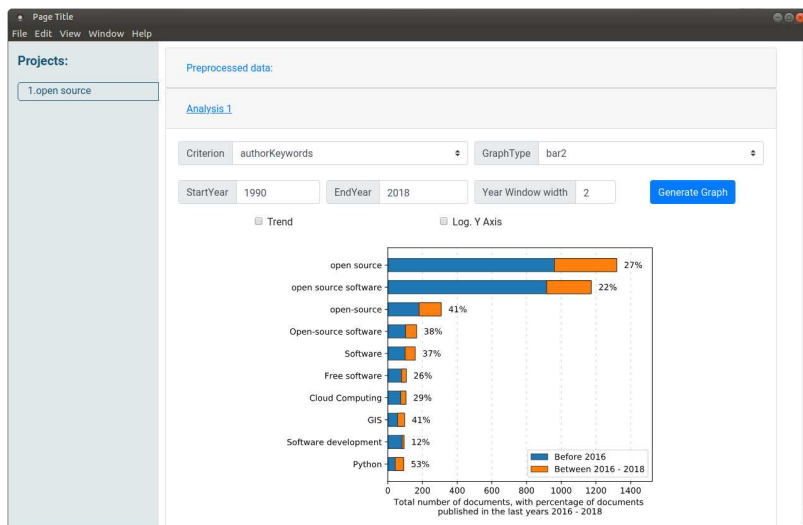 Page Title
File Edit View Window Help
Projects:
1.open source
Preprocessed data:
Analysis 1
Criterion authorKeywords GraphType bar2
StartYear 1990 EndYear 2018 Year Window width 2 Generate Graph
Trend Log. Y Axis
open source 27%
open source software 22%
open-source 41%
Open-source software 38%
Software 37%
Free software 26%
Cloud Computing 29%
GIS 41%
Software development 12%
Python 53%
Before 2016
Between 2016 - 2018
0 200 400 600 800 1000 1200 1400
Total number of documents, with percentage of documents
published in the last years 2016 - 2018